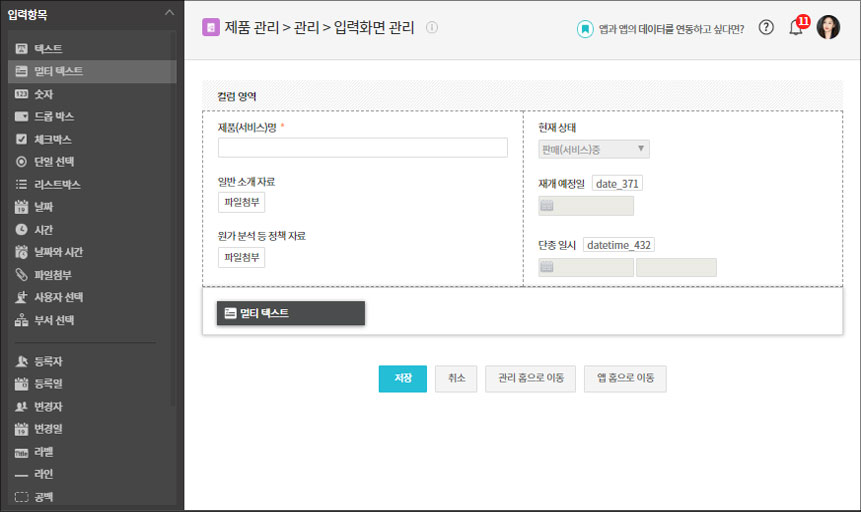 입력항목
텍스트
멀티 텍스트
123 숫자
드롭 박스
체크박스
단일 선택
리스트박스
날짜
시간
날짜와 시간
파일첨부
사용자 선택
부서 선택
등록자
등록일
변경자
변경일
Title 라벨
라인
공백
제품 관리 > 관리 > 입력화면 관리
앱과 앱의 데이터를 연동하고 싶다면?
11
컬럼 영역
제품(서비스)명 *
일반 소개 자료
파일첨부
원가 분석 등 정책 자료
파일첨부
현재 상태
판매(서비스)중
재개 예정일 date_371
단종 일시 datetime_432
멀티 텍스트
저장 취소 관리 홈으로 이동 앱 홈으로 이동